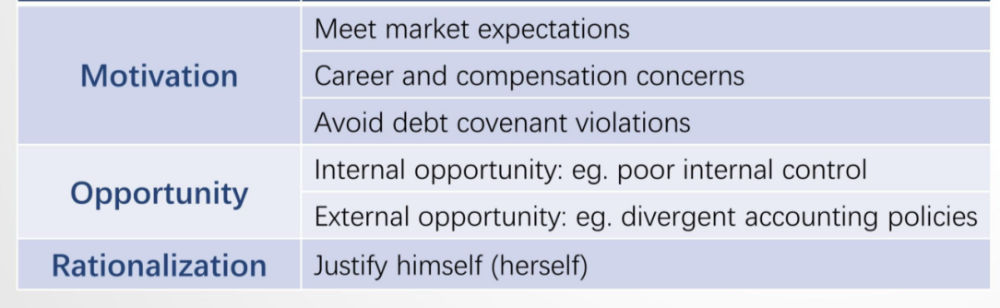 Motivation
Meet market expectations
Career and compensation concerns
Avoid debt covenant violations
Opportunity
Internal opportunity: eg. poor internal control
External opportunity: eg. divergent accounting policies
Rationalization
Justify himself (herself)